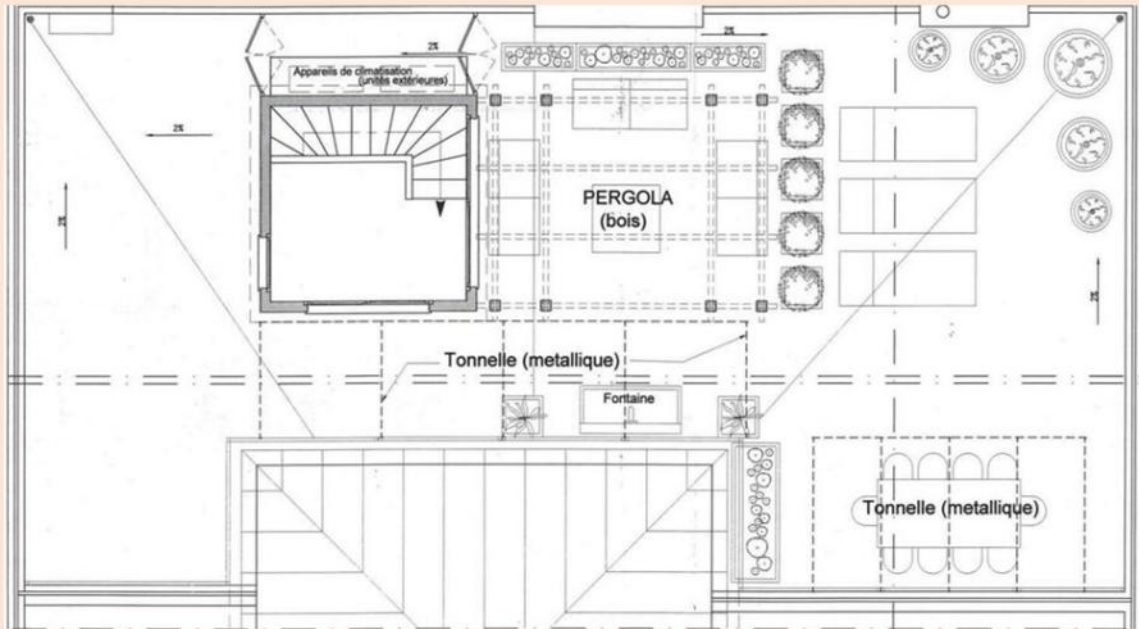 2%
2%
Appareils de climatisation
(unités extérieures)
2%
2%
PERGOLA
(bois)
2%
Tonnelle (metallique)
Fontaine
Tonnelle (metallique)